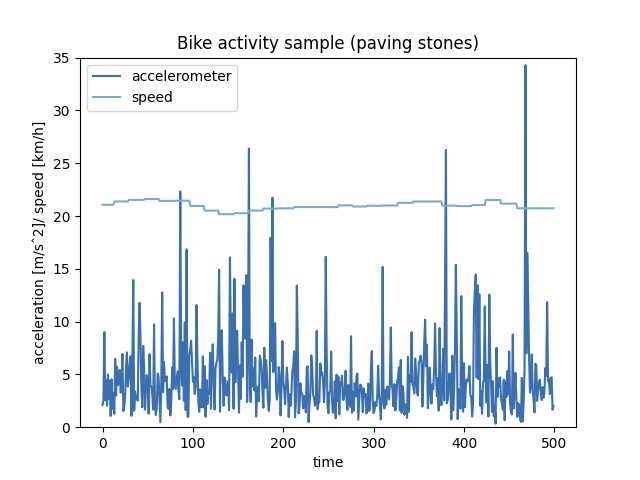 Bike activity sample (paving stones)
accelerometer
speed
acceleration [m/s^2]/ speed [km/h]
35
30
25
20
15
10
5
0
0 100 200 300 400 500
time